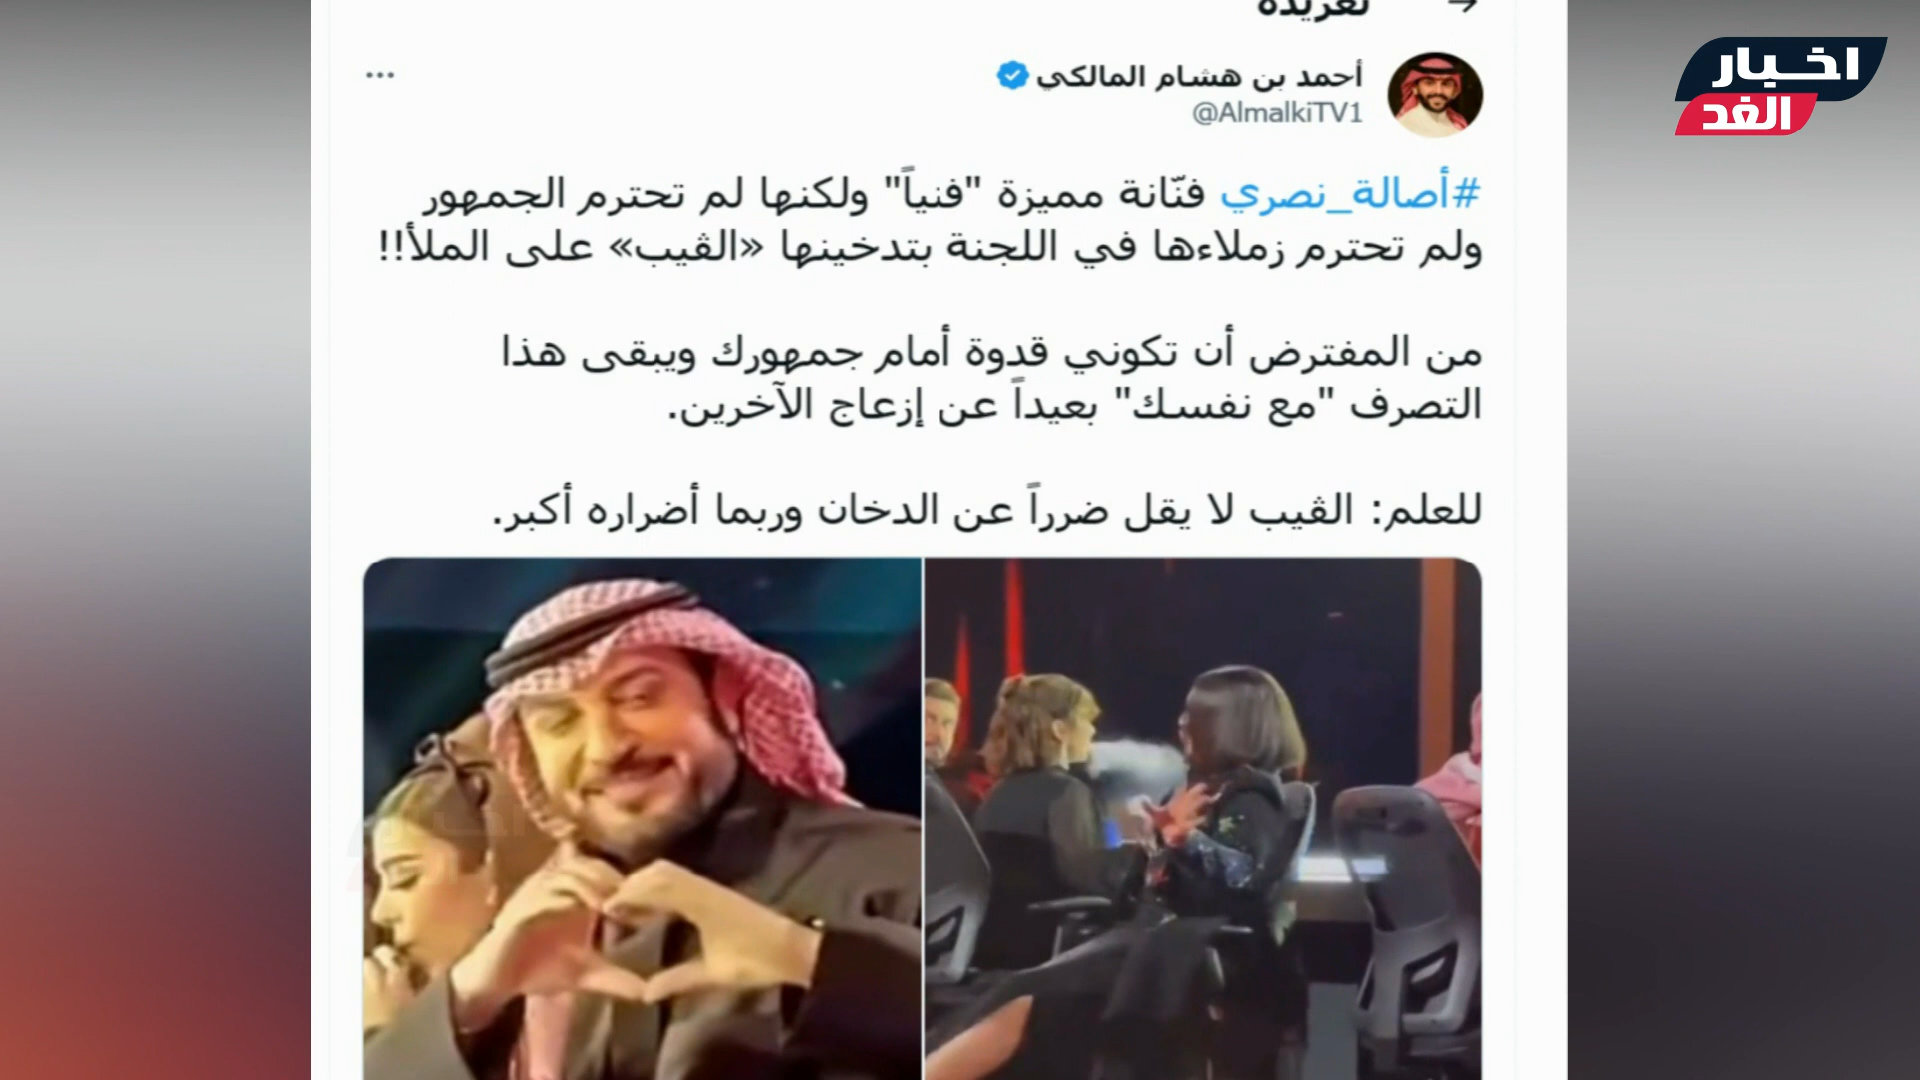 تغريدة
اخبار
الغد
أحمد بن هشام المالكي
@AlmalkiTV1
#أصالة_نصري فنّانة مميزة "فنياً" ولكنها لم تحترم الجمهور
ولم تحترم زملاءها في اللجنة بتدخينها «الڤيب» على الملأ!!
من المفترض أن تكوني قدوة أمام جمهورك ويبقى هذا
التصرف "مع نفسك" بعيداً عن إزعاج الآخرين.
للعلم: الڤيب لا يقل ضرراً عن الدخان وربما أضراره أكبر.